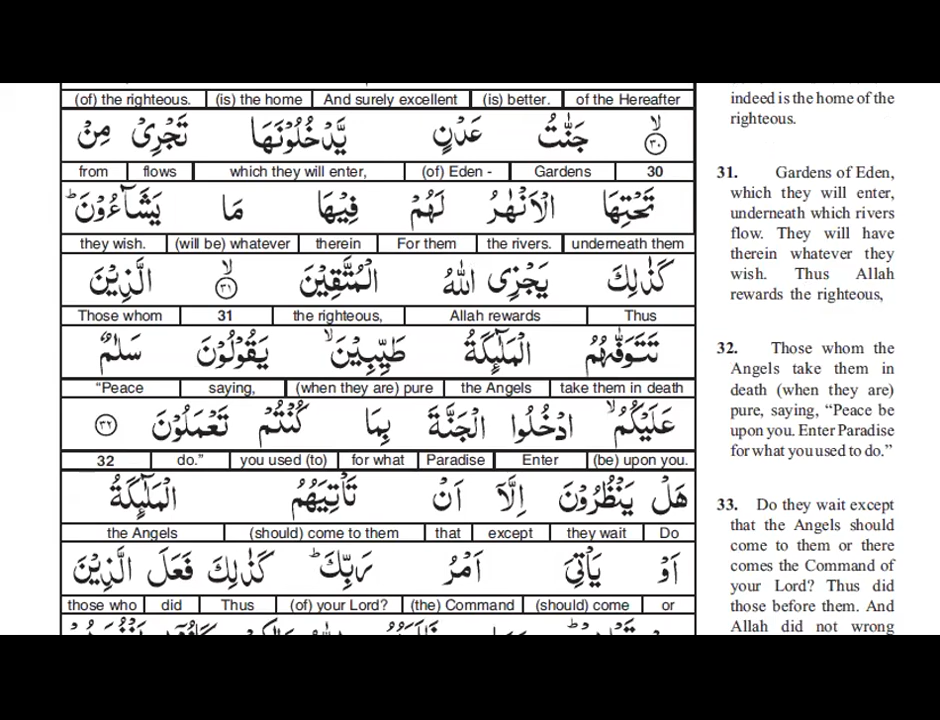 (of) the righteous. (is) the home And surely excellent (is) better. of the Hereafter
۳۰ جَنّٰتُ عَدْنٍ يَّدْخُلُوْنَهَا تَجْرِىْ مِنْ
from flows which they will enter, (of) Eden - Gardens 30
تَحْتِهَا الْاَنْهٰرُ لَهُمْ فِيْهَا مَا يَشَآءُوْنَ ؕ
they wish. (will be) whatever therein For them the rivers. underneath them
كَذٰلِكَ يَجْزِى اللّٰهُ الْمُتَّقِيْنَ ۙ ۳۱ الَّذِيْنَ
Those whom 31 the righteous, Allah rewards Thus
تَتَوَفّٰٮهُمُ الْمَلٰٓئِكَةُ طَيِّبِيْنَ ۙ يَقُوْلُوْنَ سَلٰمٌ
“Peace saying, (when they are) pure the Angels take them in death
عَلَيْكُمُ ۙ ادْخُلُوا الْجَنَّةَ بِمَا كُنْتُمْ تَعْمَلُوْنَ ۳۲
32 do.” you used (to) for what Paradise Enter (be) upon you.
هَلْ يَنْظُرُوْنَ اِلَّاۤ اَنْ تَاْتِيَهُمُ الْمَلٰٓئِكَةُ
the Angels (should) come to them that except they wait Do
اَوْ يَاْتِىَ اَمْرُ رَبِّكَ ؕ كَذٰلِكَ فَعَلَ الَّذِيْنَ
those who did Thus (of) your Lord? (the) Command (should) come or
indeed is the home of the
righteous.
31. Gardens of Eden,
which they will enter,
underneath which rivers
flow. They will have
therein whatever they
wish. Thus Allah
rewards the righteous,
32. Those whom the
Angels take them in
death (when they are)
pure, saying, “Peace be
upon you. Enter Paradise
for what you used to do.”
33. Do they wait except
that the Angels should
come to them or there
comes the Command of
your Lord? Thus did
those before them. And
Allah did not wrong